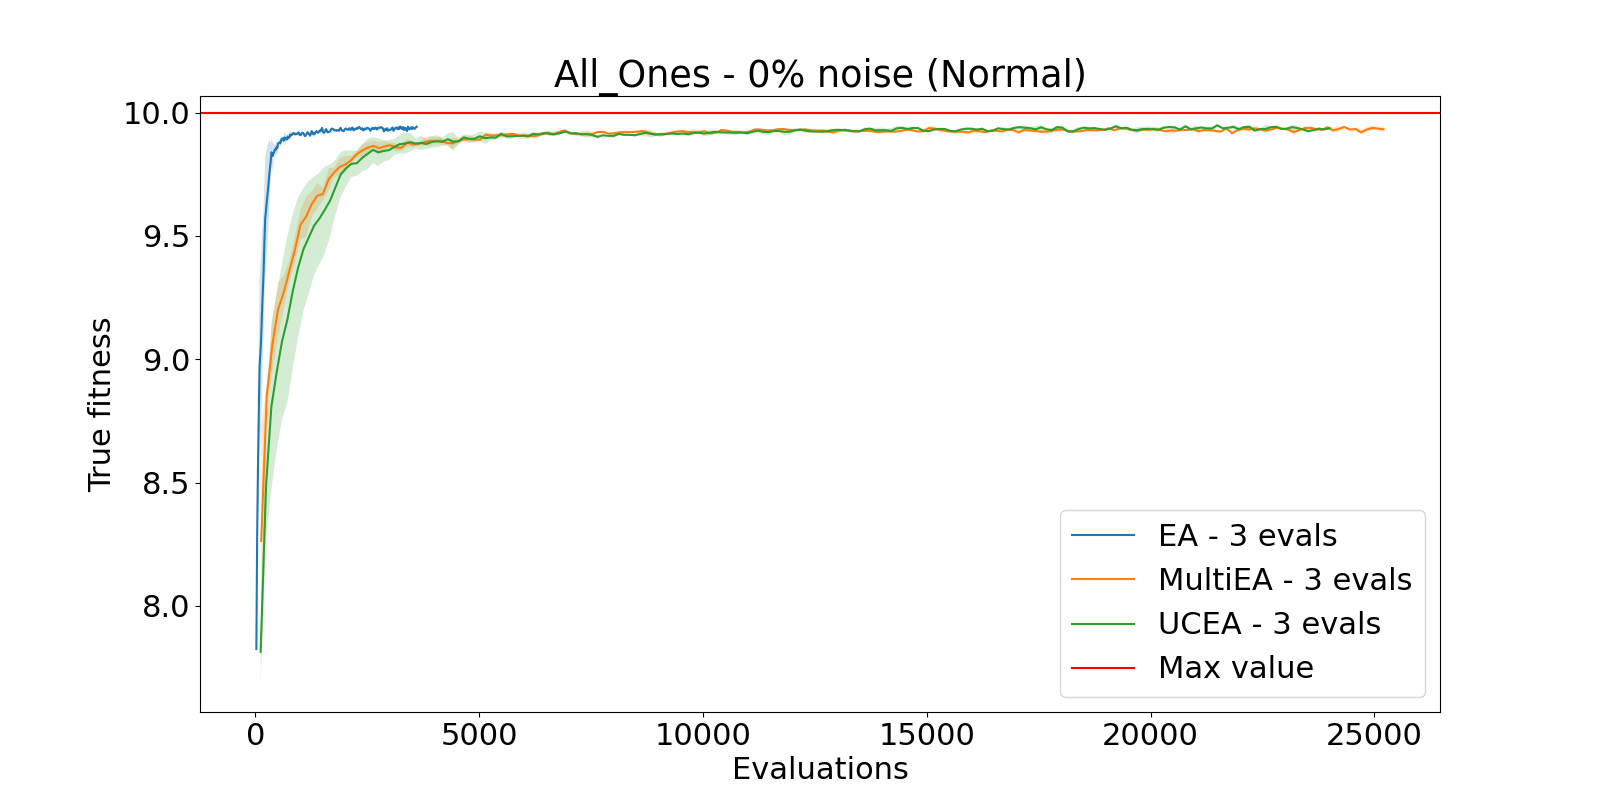 All_Ones - 0% noise (Normal)
10.0
9.5
9.0
8.5
8.0
True fitness
EA - 3 evals
MultiEA - 3 evals
UCEA - 3 evals
Max value
0 5000 10000 15000 20000 25000
Evaluations